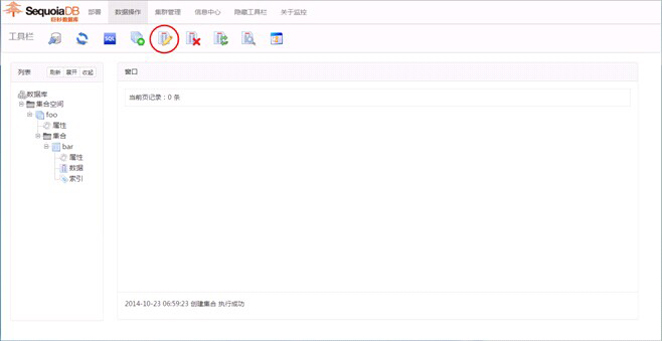 SequoiaDB
巨杉数据库
部署 数据操作 集群管理 信息中心 隐藏工具栏 关于监控
工具栏
SQL
列表 刷新 展开 收起
窗口
当前页记录：0 条
数据库
集合空间
foo
属性
集合
bar
属性
数据
索引
2014-10-23 06:59:23 创建集合 执行成功